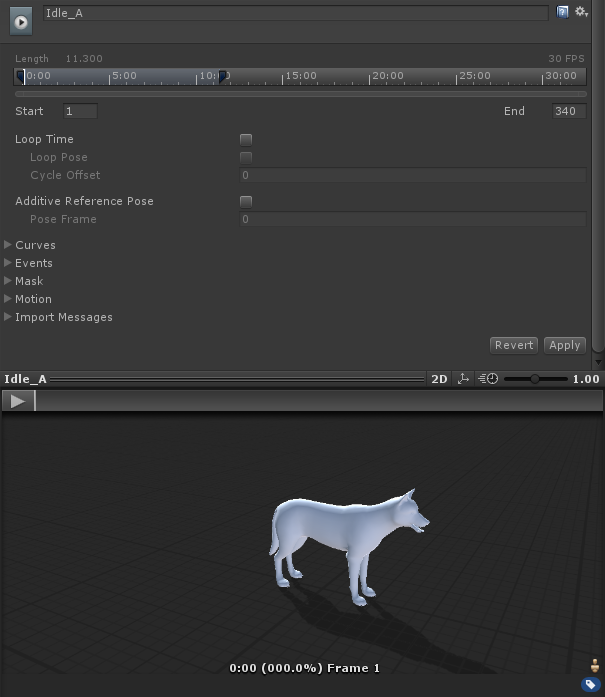 Idle_A
Length 11.300 30 FPS
0:00 5:00 10:00 15:00 20:00 25:00 30:00
Start 1 End 340
Loop Time
Loop Pose
Cycle Offset 0
Additive Reference Pose
Pose Frame 0
Curves
Events
Mask
Motion
Import Messages
Revert Apply
Idle_A 2D 1.00
0:00 (000.0%) Frame 1